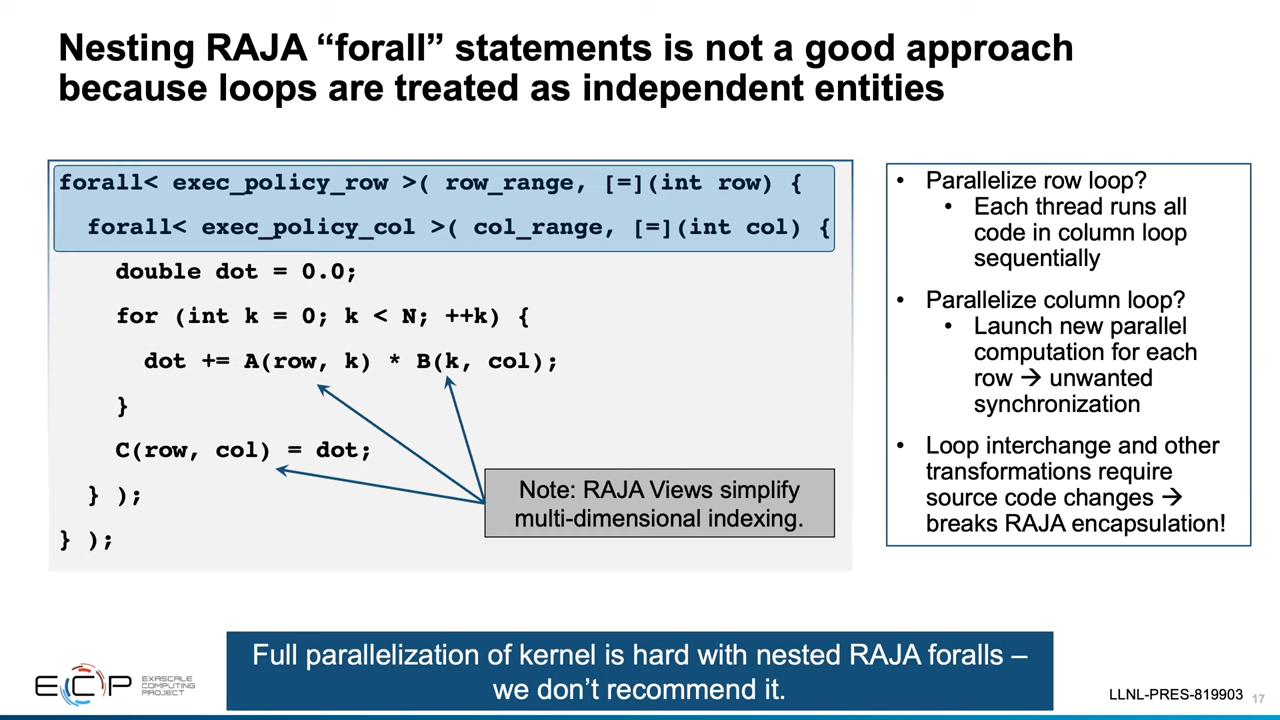 Nesting RAJA “forall” statements is not a good approach
because loops are treated as independent entities
forall< exec_policy_row >( row_range, [=](int row) {
forall< exec_policy_col >( col_range, [=](int col) {
double dot = 0.0;
for (int k = 0; k < N; ++k) {
dot += A(row, k) * B(k, col);
}
C(row, col) = dot;
} );
} );
Note: RAJA Views simplify
multi-dimensional indexing.
• Parallelize row loop?
• Each thread runs all
code in column loop
sequentially
• Parallelize column loop?
• Launch new parallel
computation for each
row → unwanted
synchronization
• Loop interchange and other
transformations require
source code changes →
breaks RAJA encapsulation!
Full parallelization of kernel is hard with nested RAJA foralls –
we don’t recommend it.
ECP
EXASCALE
COMPUTING
PROJECT
LLNL-PRES-819903
17